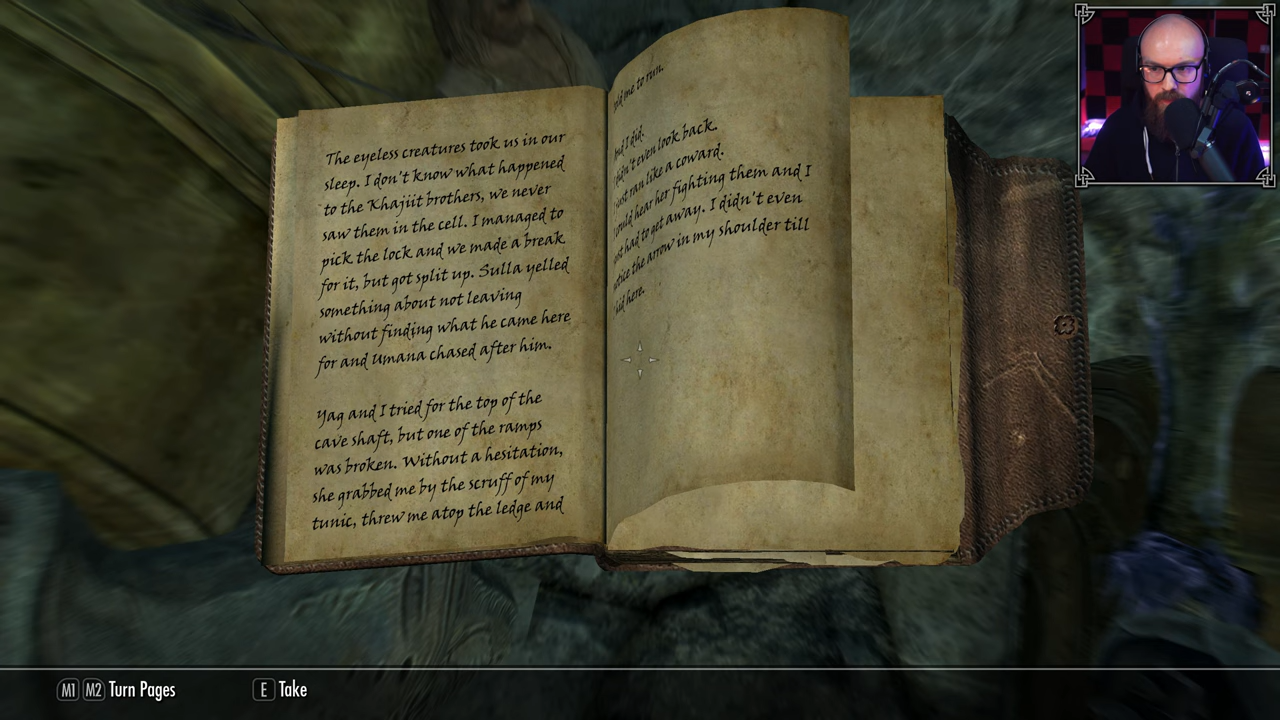 The eyeless creatures took us in our
sleep. I don't know what happened
to the Khajiit brothers, we never
saw them in the cell. I managed to
pick the lock and we made a break
for it, but got split up. Sulla yelled
something about not leaving
without finding what he came here
for and Umana chased after him.
Yag and I tried for the top of the
cave shaft, but one of the ramps
was broken. Without a hesitation,
she grabbed me by the scruff of my
tunic, threw me atop the ledge and
me to run.
I did.
even look back.
just ran like a coward.
could hear her fighting them and I
had to get away. I didn't even
the arrow in my shoulder till
hid here.
M1 M2 Turn Pages
E Take